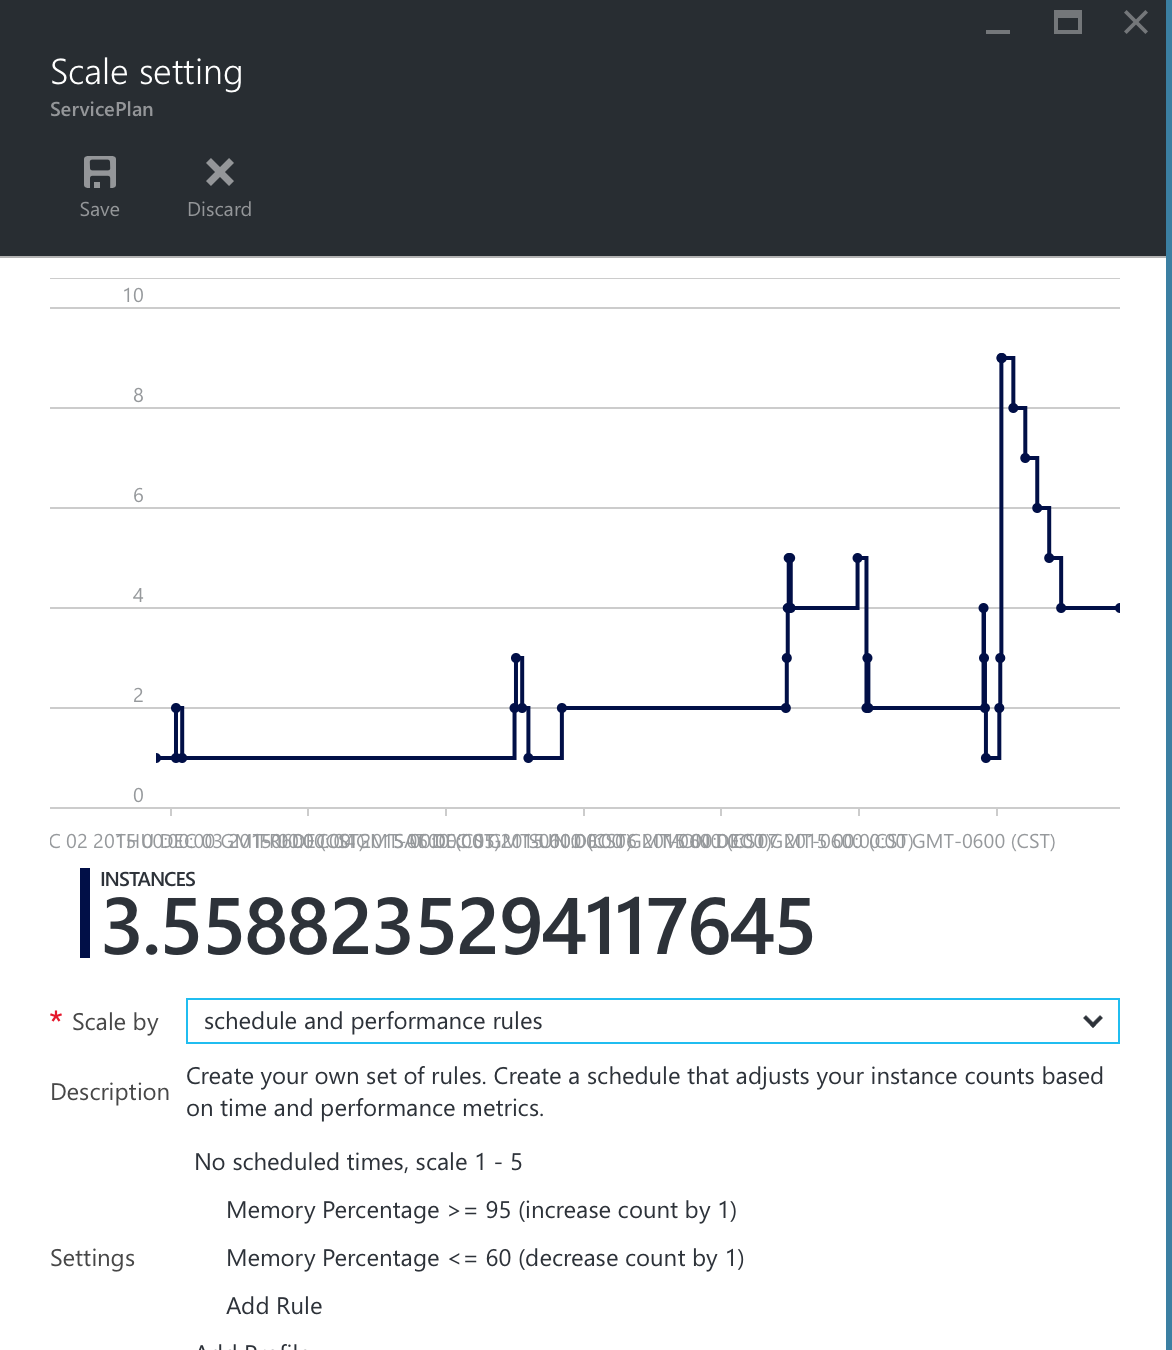 Scale setting
ServicePlan
Save
Discard
10
8
6
4
2
0
C 02 2015
GMT-0600 (CST)
INSTANCES
3.5588235294117645
* Scale by
schedule and performance rules
Description
Create your own set of rules. Create a schedule that adjusts your instance counts based
on time and performance metrics.
No scheduled times, scale 1 - 5
Memory Percentage >= 95 (increase count by 1)
Settings
Memory Percentage <= 60 (decrease count by 1)
Add Rule
Add Profile